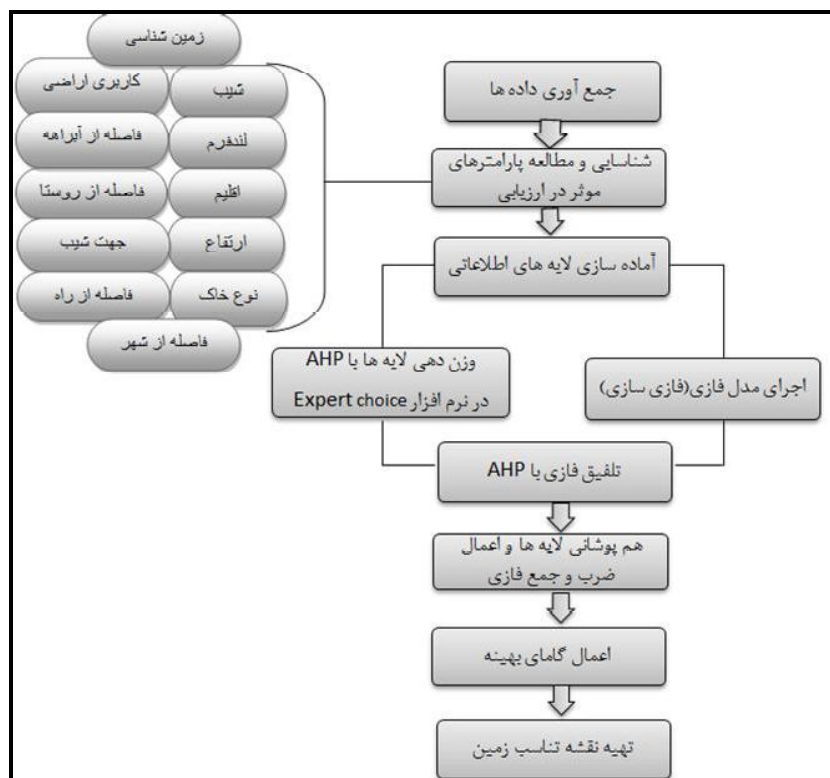 زمین شناسی
کاربری اراضی
شیب
فاصله از آبراهه
لندفرم
فاصله از روستا
اقلیم
جهت شیب
ارتفاع
فاصله از راه
نوع خاک
فاصله از شهر
جمع آوری داده ها
شناسایی و مطالعه پارامترهای
موثر در ارزیابی
آماده سازی لایه های اطلاعاتی
وزن دهی لایه ها با AHP
در نرم افزار Expert choice
اجرای مدل فازی(فازی سازی)
تلفیق فازی با AHP
هم پوشانی لایه ها و اعمال
ضرب و جمع فازی
اعمال گامای بهینه
تهیه نقشه تناسب زمین